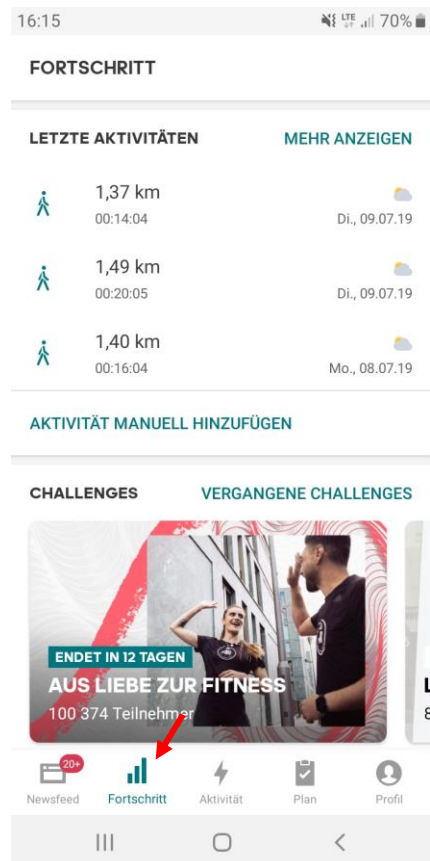 16:15 LTE 70%
FORTSCHRITT
LETZTE AKTIVITÄTEN MEHR ANZEIGEN
1,37 km
00:14:04 Di., 09.07.19
1,49 km
00:20:05 Di., 09.07.19
1,40 km
00:16:04 Mo., 08.07.19
AKTIVITÄT MANUELL HINZUFÜGEN
CHALLENGES VERGANGENE CHALLENGES
ENDET IN 12 TAGEN
AUS LIEBE ZUR FITNESS L
100 374 Teilnehmer 8
20+
Newsfeed Fortschritt Aktivität Plan Profil